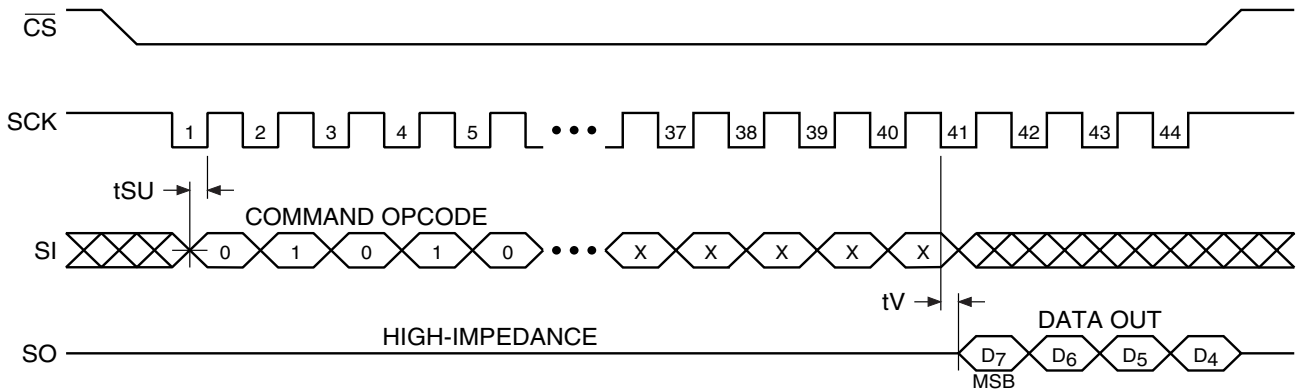 CS
SCK 1 2 3 4 5 ••• 37 38 39 40 41 42 43 44
tSU
COMMAND OPCODE
SI 0 1 0 1 0 ••• X X X X X
tV
HIGH-IMPEDANCE DATA OUT
SO D7 D6 D5 D4
MSB